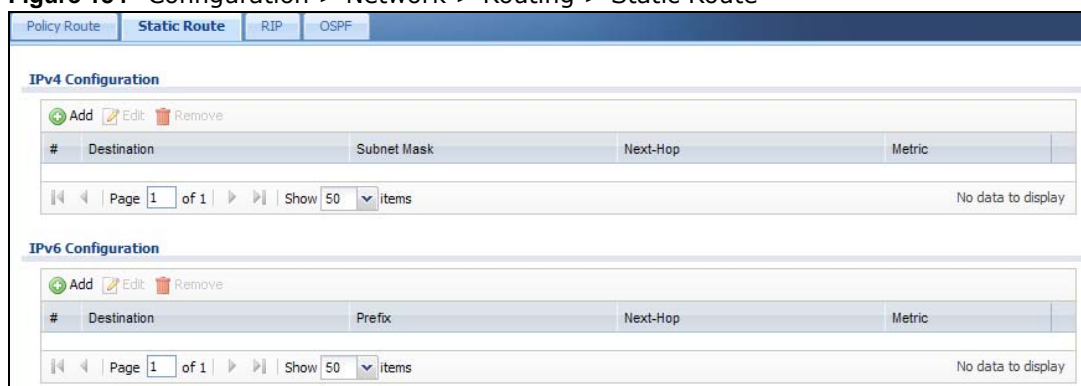 Configuration > Network > Routing > Static Route
Policy Route Static Route RIP OSPF
IPv4 Configuration
Add Edit Remove
# Destination Subnet Mask Next-Hop Metric
Page 1 of 1 Show 50 items No data to display
IPv6 Configuration
Add Edit Remove
# Destination Prefix Next-Hop Metric
Page 1 of 1 Show 50 items No data to display